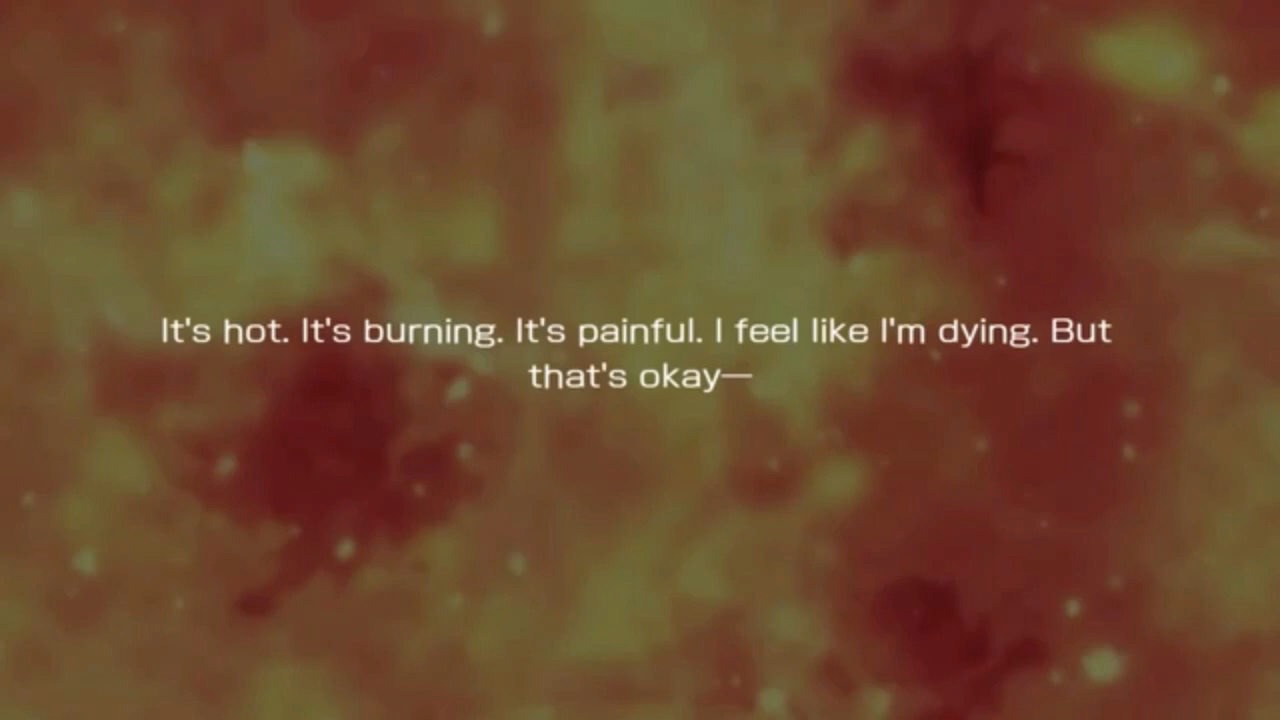 It's hot. It's burning. It's painful. I feel like I'm dying. But
that's okay—